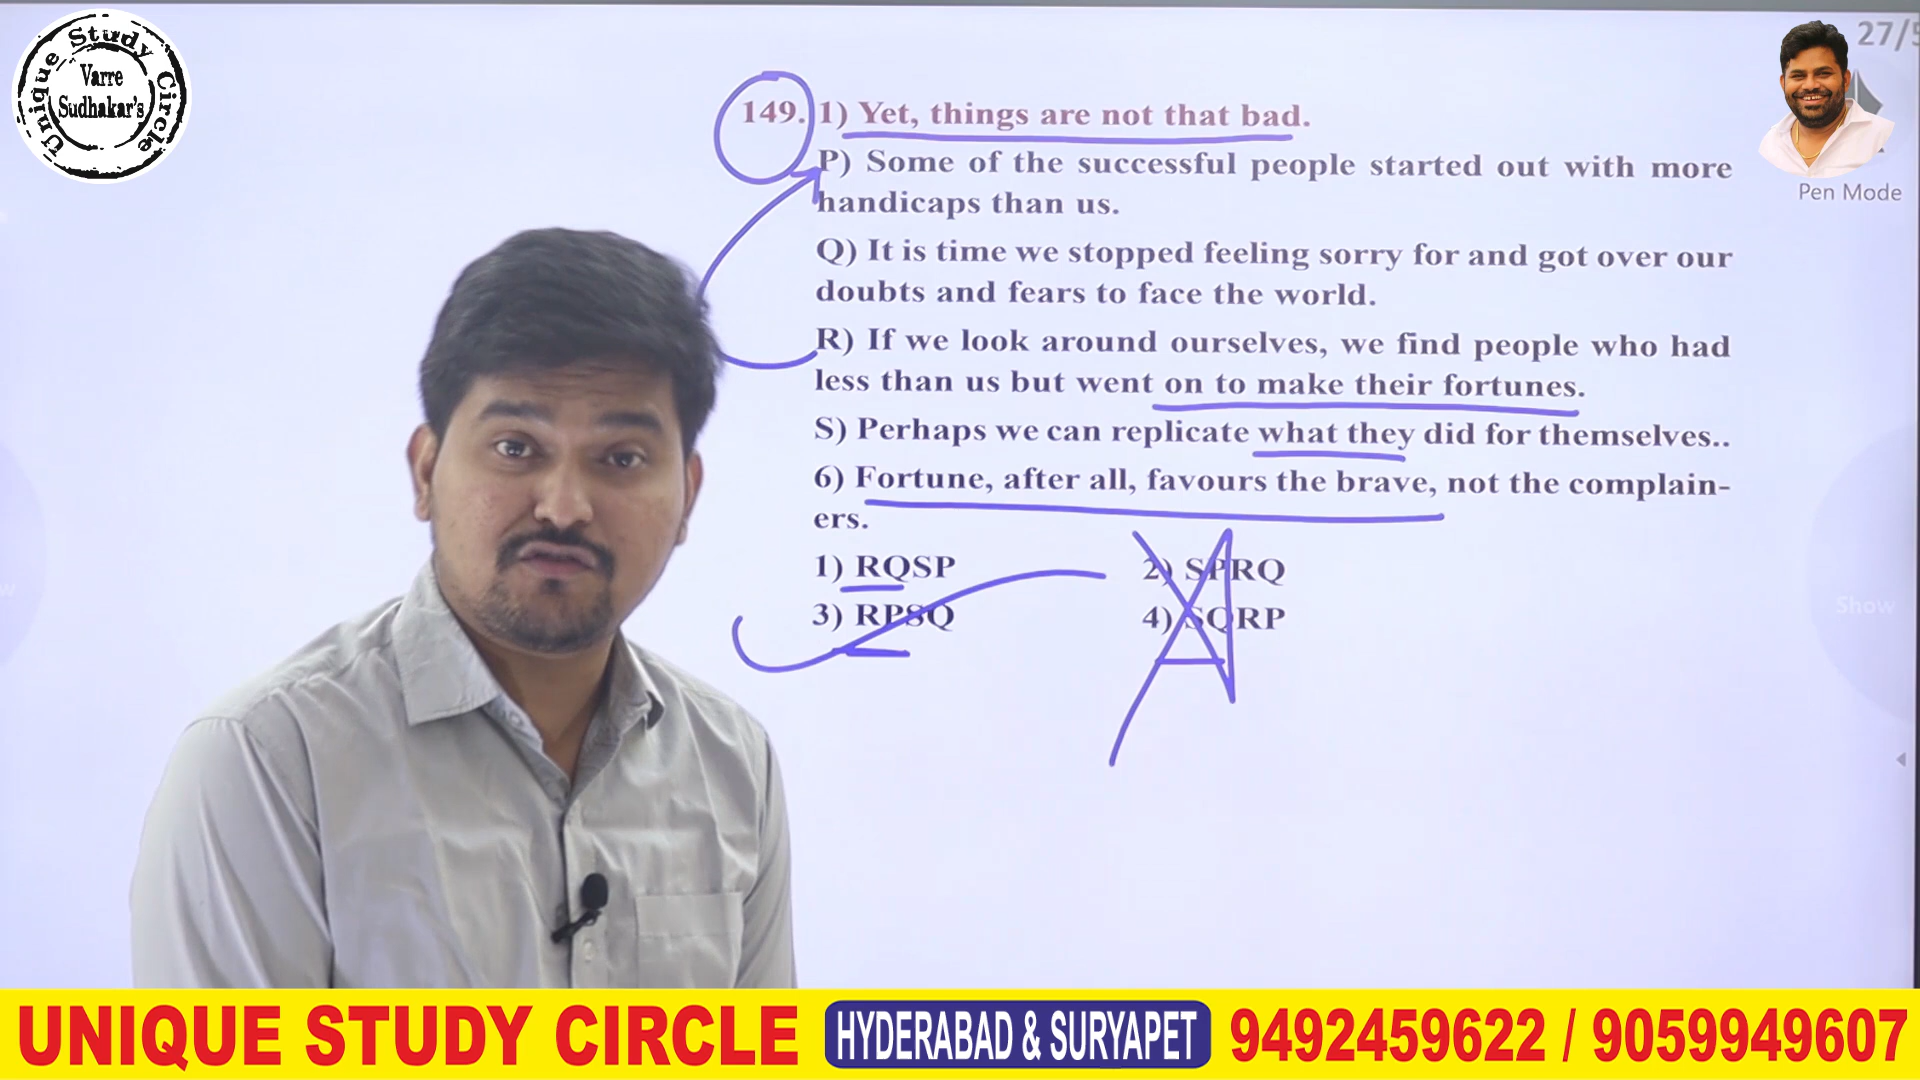 Unique Study Circle
Varre
Sudhakar's
27/5
Pen Mode
149. 1) Yet, things are not that bad.
P) Some of the successful people started out with more
handicaps than us.
Q) It is time we stopped feeling sorry for and got over our
doubts and fears to face the world.
R) If we look around ourselves, we find people who had
less than us but went on to make their fortunes.
S) Perhaps we can replicate what they did for themselves..
6) Fortune, after all, favours the brave, not the complain-
ers.
1) RQSP 2) SPRQ
3) RPSQ 4) SQRP
Show
UNIQUE STUDY CIRCLE HYDERABAD & SURYAPET 9492459622 / 9059949607